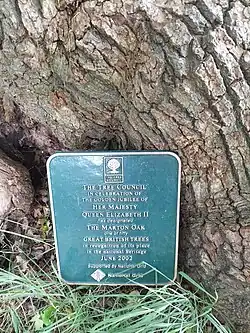 THE TREE COUNCIL
IN CELEBRATION OF
THE GOLDEN JUBILEE OF
HER MAJESTY
QUEEN ELIZABETH II
has designated
THE MARTON OAK
one of fifty
GREAT BRITISH TREES
in recognition of its place
in the national heritage
JUNE 2002
Supported by National Grid
National Grid